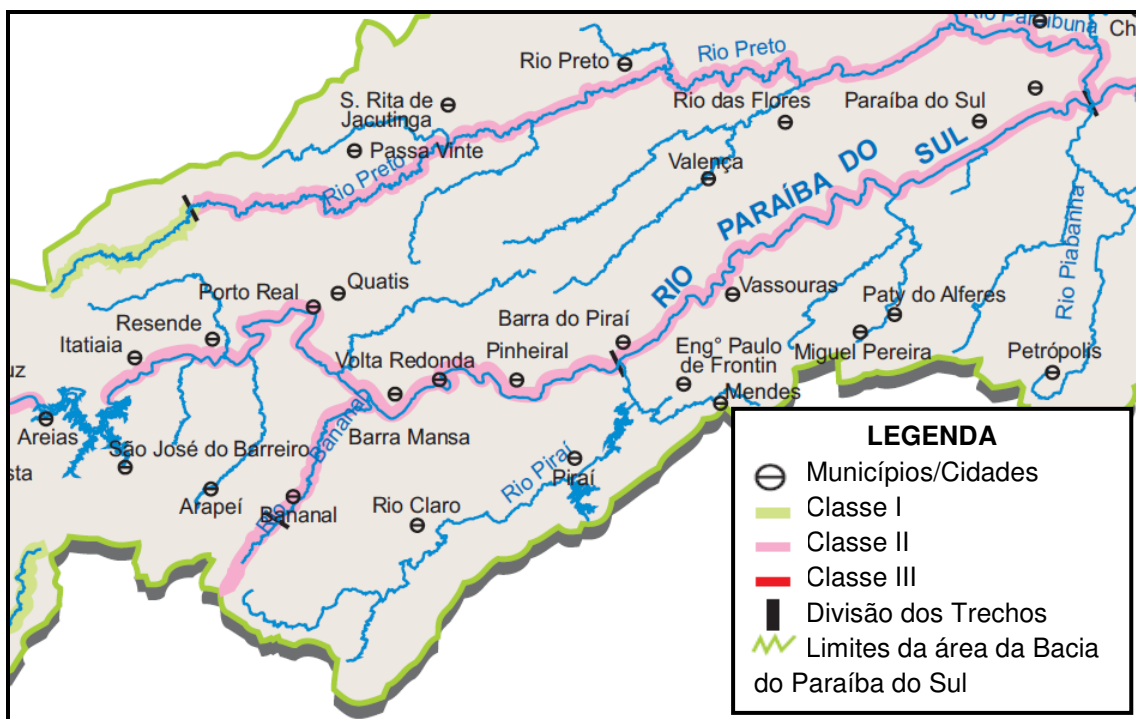 Rio Paraibuna
Ch
Rio Preto
Rio Preto
Rio das Flores
Paraíba do Sul
S. Rita de
Jacutinga
Passa Vinte
Rio Preto
Valença
RIO PARAÍBA DO SUL
Rio Piabanha
Quatis
Porto Real
Vassouras
Paty do Alferes
Resende
Barra do Piraí
Itatiaia
Engº Paulo
de Frontin
Miguel Pereira
Petrópolis
Volta Redonda
Pinheiral
uz
Mendes
Areias
Rio Bananal
Barra Mansa
São José do Barreiro
sta
Rio Piraí
Piraí
Arapeí
Bananal
Rio Claro
LEGENDA
Municípios/Cidades
Classe I
Classe II
Classe III
Divisão dos Trechos
Limites da área da Bacia
do Paraíba do Sul